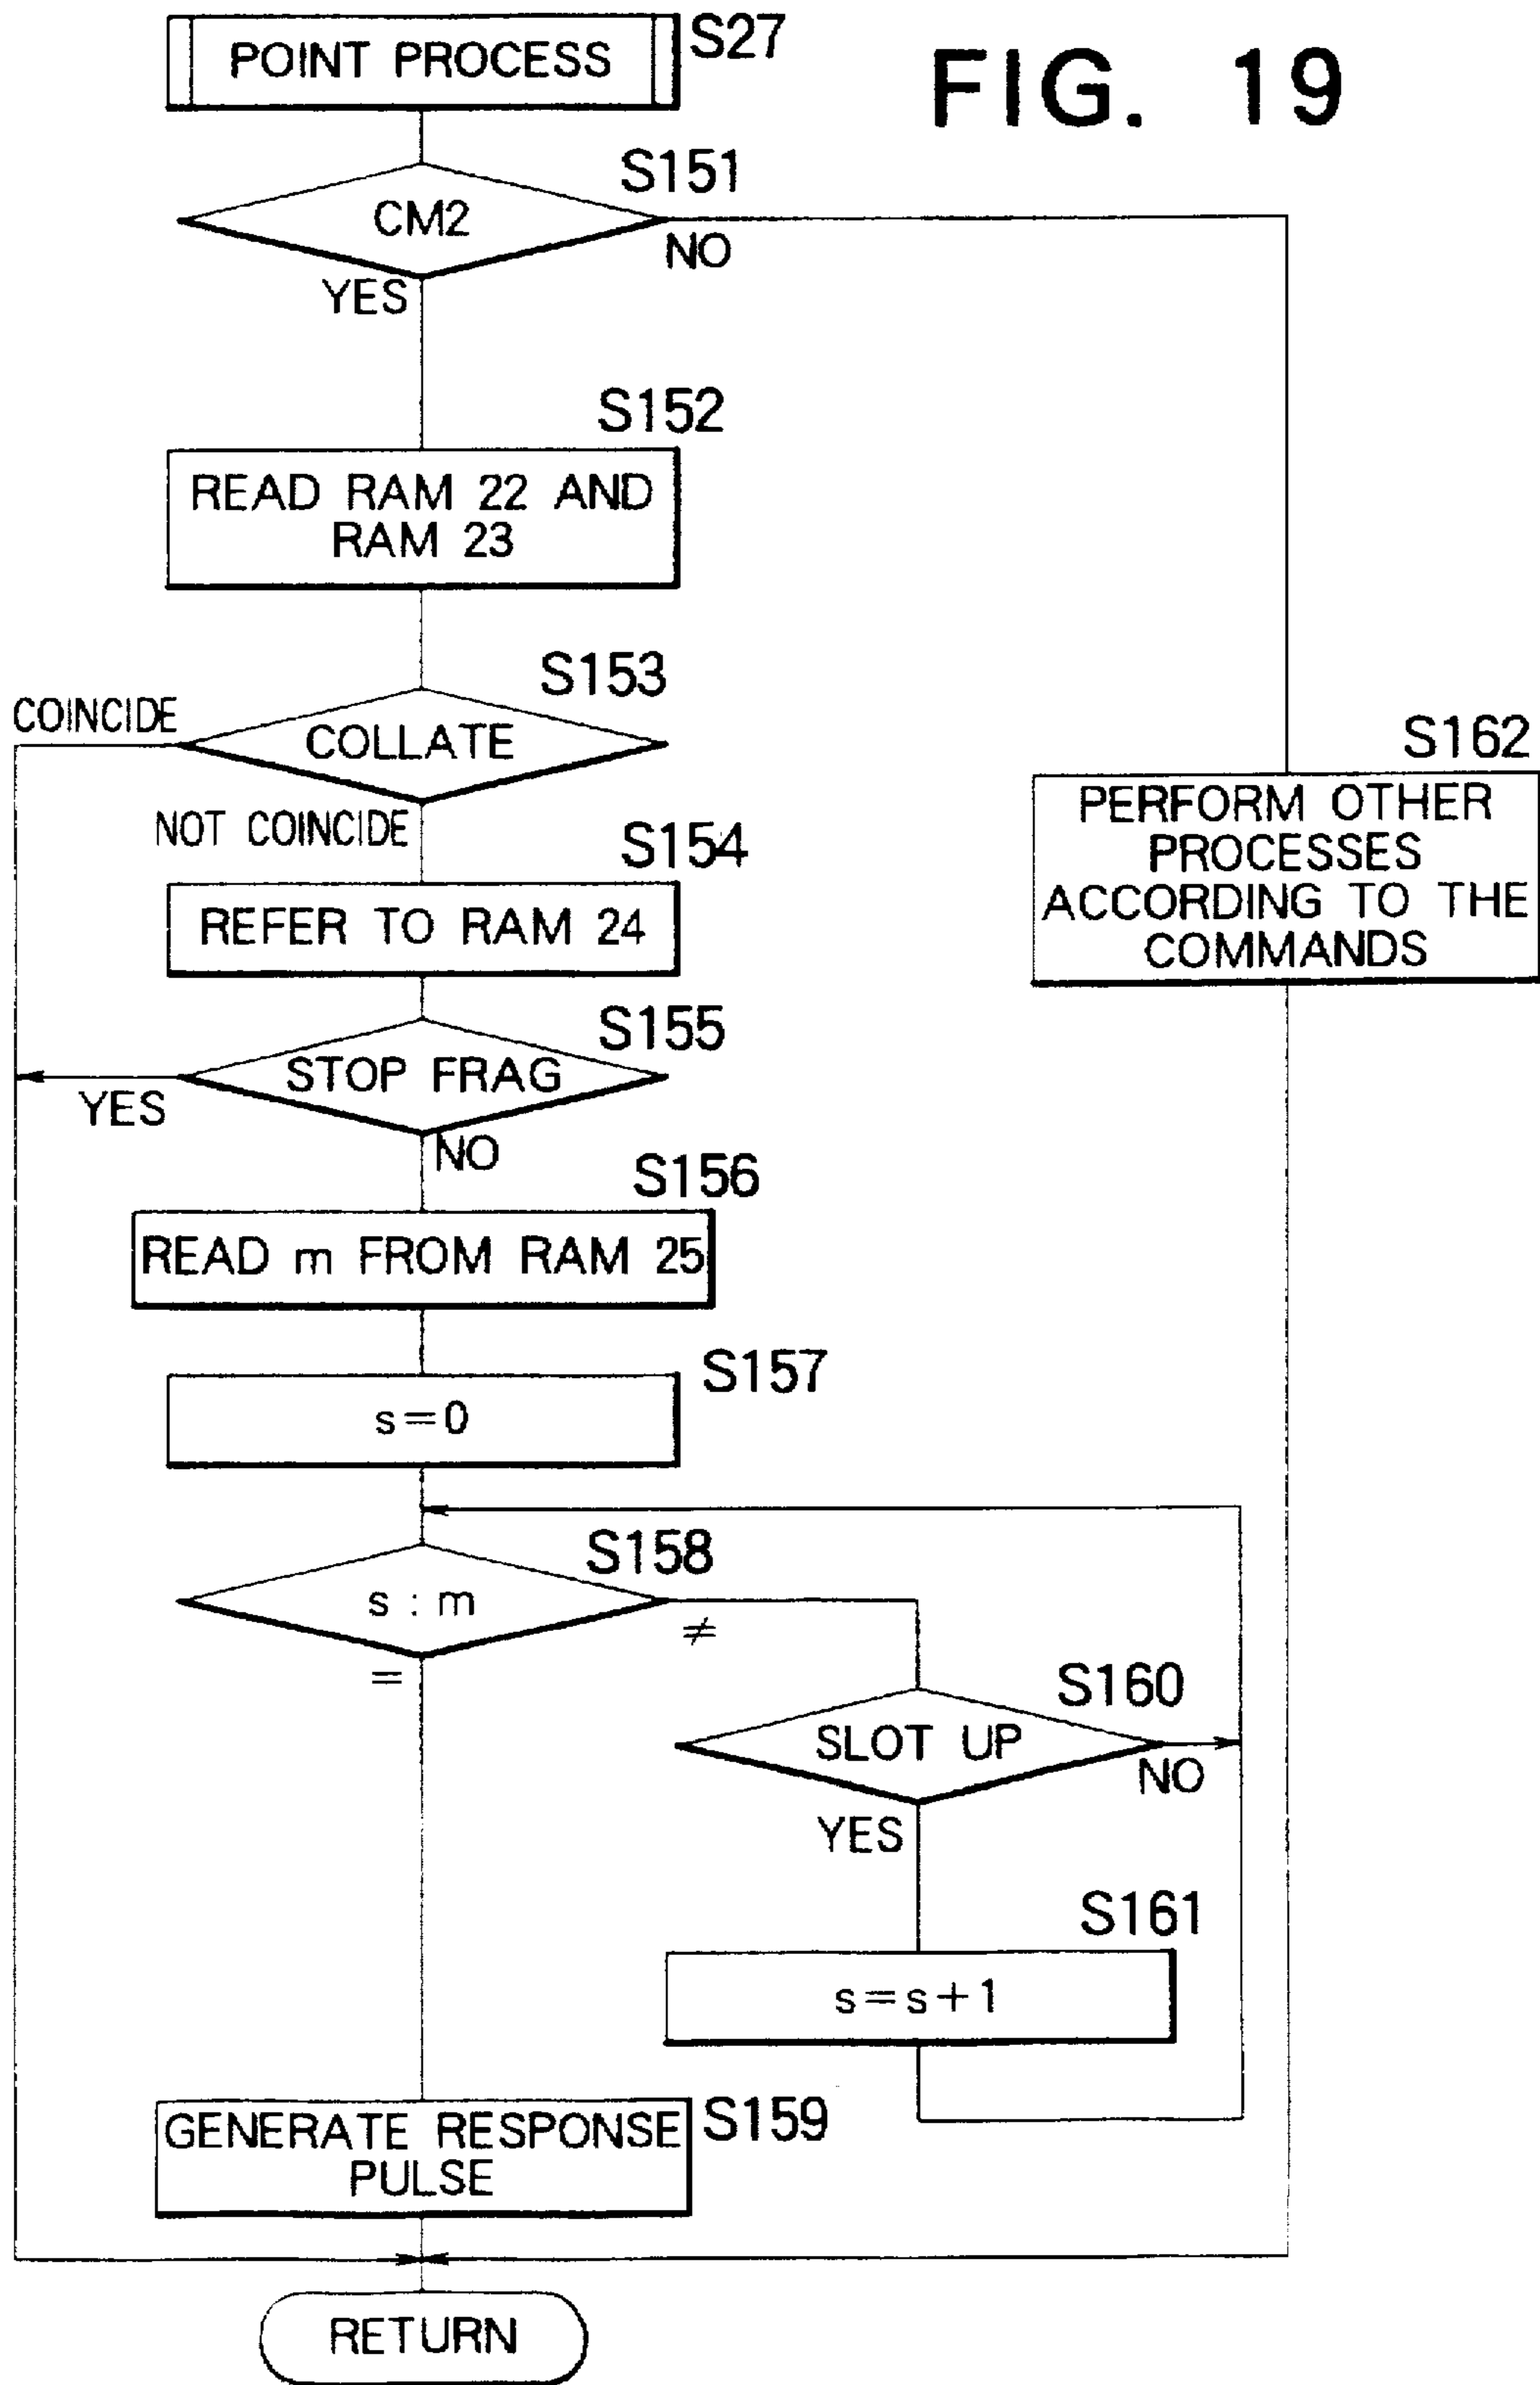 POINT PROCESS
S27
FIG. 19
S151
CM2
NO
YES
S152
READ RAM 22 AND
RAM 23
S153
COINCIDE
COLLATE
NOT COINCIDE
S162
PERFORM OTHER
PROCESSES
ACCORDING TO THE
COMMANDS
S154
REFER TO RAM 24
S155
STOP FRAG
YES
NO
S156
READ m FROM RAM 25
S157
s=0
S158
s : m
≠
=
S160
SLOT UP
NO
YES
S161
s=s+1
S159
GENERATE RESPONSE
PULSE
RETURN